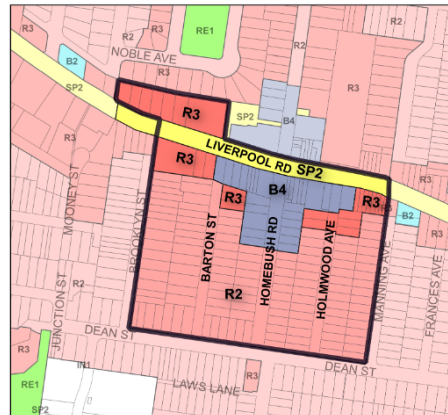 R3
R2
RE1
R2
R3
NOBLE AVE
B2
R3
R3
SP2
R3
SP2
B4
R3
LIVERPOOL RD SP2
R3
R3
B4
R3
R3
B2
R3
MOONEY ST
BROOKLYN ST
BARTON ST
HOMEBUSH RD
HOLMWOOD AVE
MANNING AVE
FRANCES AVE
R2
R2
JUNCTION ST
DEAN ST
DEAN ST
R3
IN1
R3
RE1
SP2
LAWS LANE